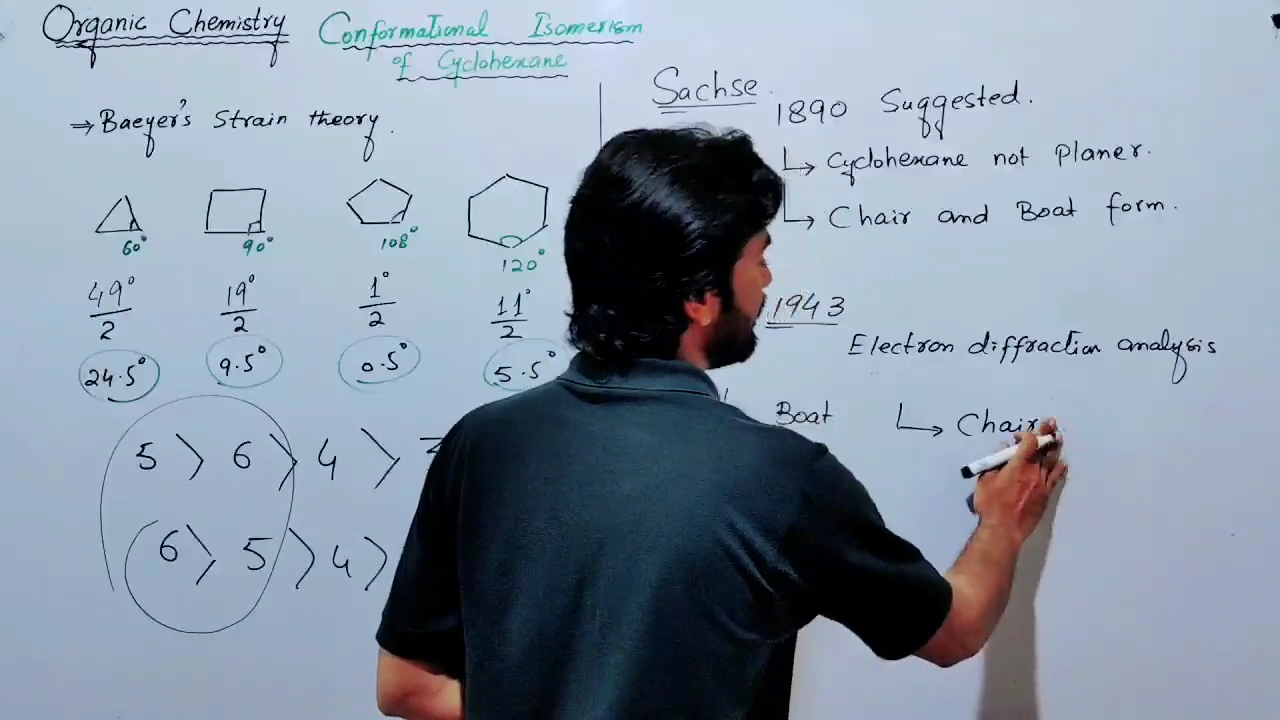 Organic Chemistry Conformational Isomerism
of Cyclohexane
⇒ Baeyer's Strain theory.
60° 90° 108° 120°
49°/2 19°/2 1°/2 11°/2
24.5° 9.5° 0.5° 5.5°
5 > 6 > 4 >
6 > 5 > 4 >
Sachse.
1890 Suggested.
↳ Cyclohexane not Planer.
↳ Chair and Boat form.
1943
Electron diffraction analysis
Boat ↳ Chair